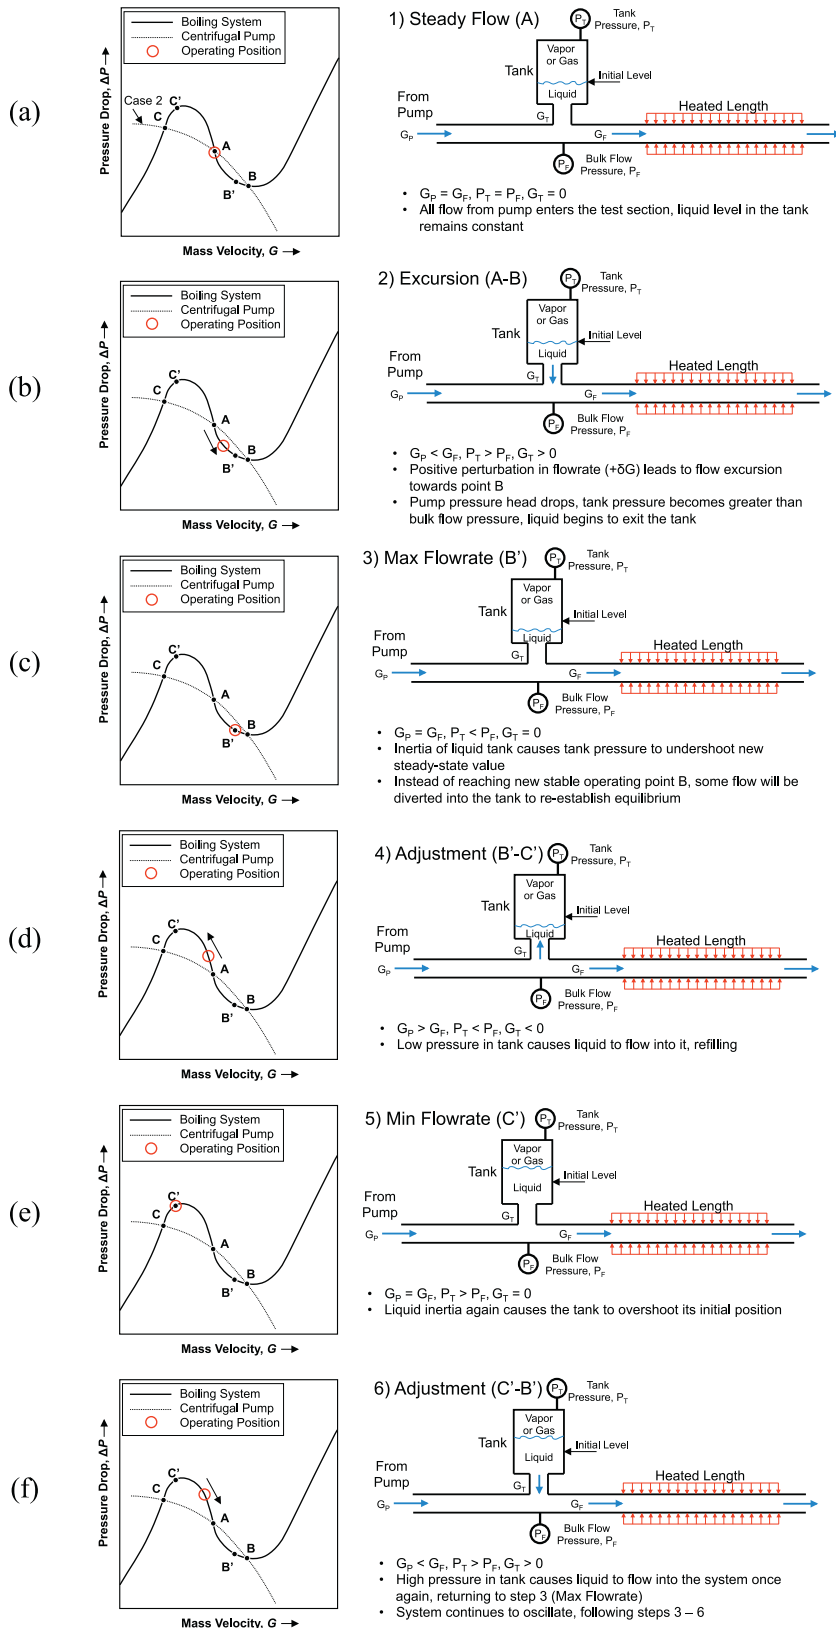 (a)
Boiling System
Centrifugal Pump
Operating Position
Pressure Drop, ΔP
Case 2
C'
C
A
B
B'
Mass Velocity, G
1) Steady Flow (A)
P_T
Tank
Pressure, P_T
Vapor
or Gas
Tank
Initial Level
Liquid
From
Pump
G_T
Heated Length
G_P
G_F
P_F
Bulk Flow
Pressure, P_F
• G_P = G_F, P_T = P_F, G_T = 0
• All flow from pump enters the test section, liquid level in the tank
remains constant
(b)
Boiling System
Centrifugal Pump
Operating Position
Pressure Drop, ΔP
C'
C
A
B
B'
Mass Velocity, G
2) Excursion (A-B)
P_T
Tank
Pressure, P_T
Vapor
or Gas
Tank
Initial Level
Liquid
From
Pump
G_T
Heated Length
G_P
G_F
P_F
Bulk Flow
Pressure, P_F
• G_P < G_F, P_T > P_F, G_T > 0
• Positive perturbation in flowrate (+δG) leads to flow excursion
towards point B
• Pump pressure head drops, tank pressure becomes greater than
bulk flow pressure, liquid begins to exit the tank
(c)
Boiling System
Centrifugal Pump
Operating Position
Pressure Drop, ΔP
C'
C
A
B
B'
Mass Velocity, G
3) Max Flowrate (B')
P_T
Tank
Pressure, P_T
Vapor
or Gas
Tank
Initial Level
Liquid
From
Pump
G_T
Heated Length
G_P
G_F
P_F
Bulk Flow
Pressure, P_F
• G_P = G_F, P_T < P_F, G_T = 0
• Inertia of liquid tank causes tank pressure to undershoot new
steady-state value
• Instead of reaching new stable operating point B, some flow will be
diverted into the tank to re-establish equilibrium
(d)
Boiling System
Centrifugal Pump
Operating Position
Pressure Drop, ΔP
C'
C
A
B
B'
Mass Velocity, G
4) Adjustment (B'-C')
P_T
Tank
Pressure, P_T
Vapor
or Gas
Tank
Initial Level
Liquid
From
Pump
G_T
Heated Length
G_P
G_F
P_F
Bulk Flow
Pressure, P_F
• G_P > G_F, P_T < P_F, G_T < 0
• Low pressure in tank causes liquid to flow into it, refilling
(e)
Boiling System
Centrifugal Pump
Operating Position
Pressure Drop, ΔP
C'
C
A
B
B'
Mass Velocity, G
5) Min Flowrate (C')
P_T
Tank
Pressure, P_T
Vapor
or Gas
Tank
Initial Level
Liquid
From
Pump
G_T
Heated Length
G_P
G_F
P_F
Bulk Flow
Pressure, P_F
• G_P = G_F, P_T > P_F, G_T = 0
• Liquid inertia again causes the tank to overshoot its initial position
(f)
Boiling System
Centrifugal Pump
Operating Position
Pressure Drop, ΔP
C'
C
A
B
B'
Mass Velocity, G
6) Adjustment (C'-B')
P_T
Tank
Pressure, P_T
Vapor
or Gas
Tank
Initial Level
Liquid
From
Pump
G_T
Heated Length
G_P
G_F
P_F
Bulk Flow
Pressure, P_F
• G_P < G_F, P_T > P_F, G_T > 0
• High pressure in tank causes liquid to flow into the system once
again, returning to step 3 (Max Flowrate)
• System continues to oscillate, following steps 3 – 6